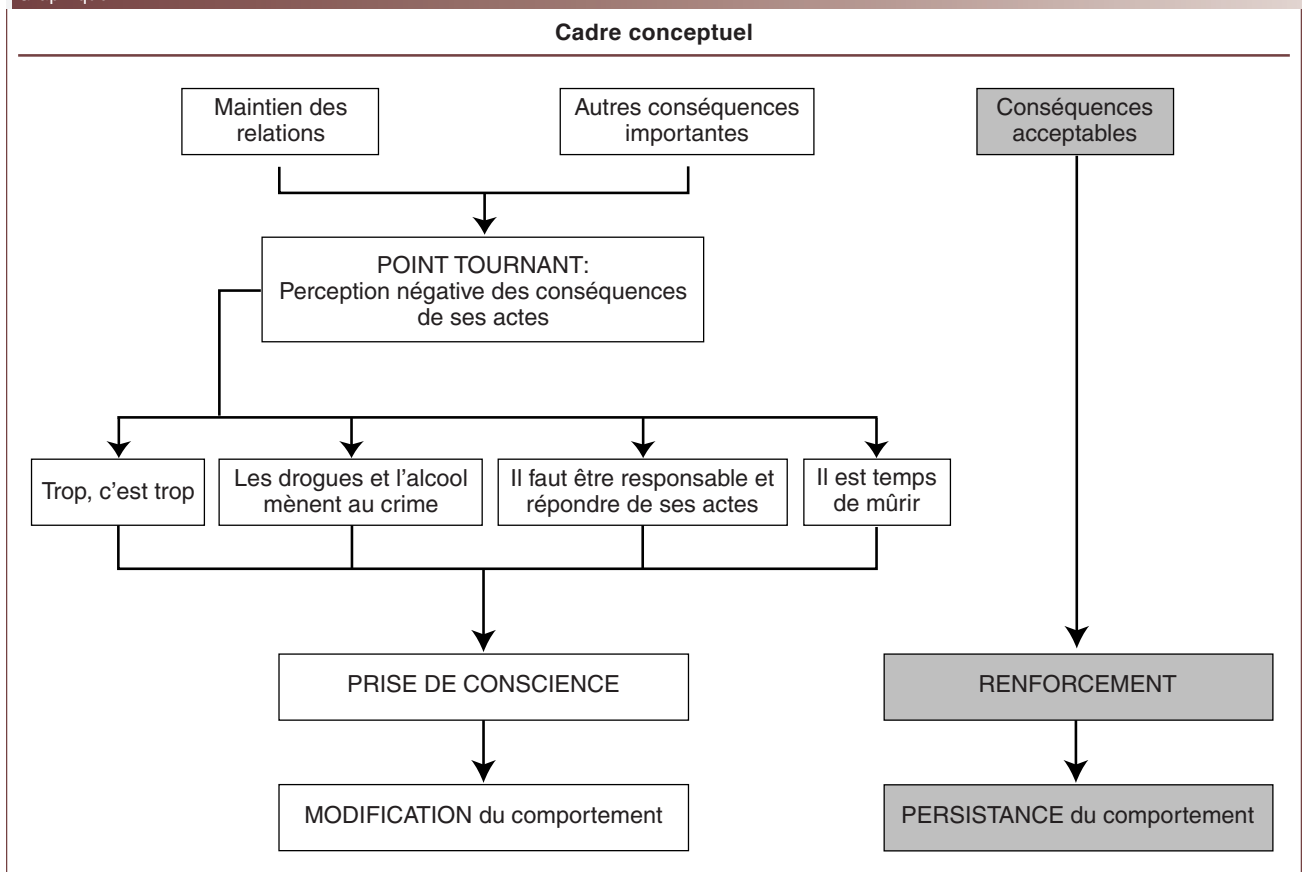 Cadre conceptuel
Maintien des
relations
Autres conséquences
importantes
Conséquences
acceptables
POINT TOURNANT:
Perception négative des conséquences
de ses actes
Trop, c'est trop
Les drogues et l'alcool
mènent au crime
Il faut être responsable et
répondre de ses actes
Il est temps
de mûrir
PRISE DE CONSCIENCE
RENFORCEMENT
MODIFICATION du comportement
PERSISTANCE du comportement